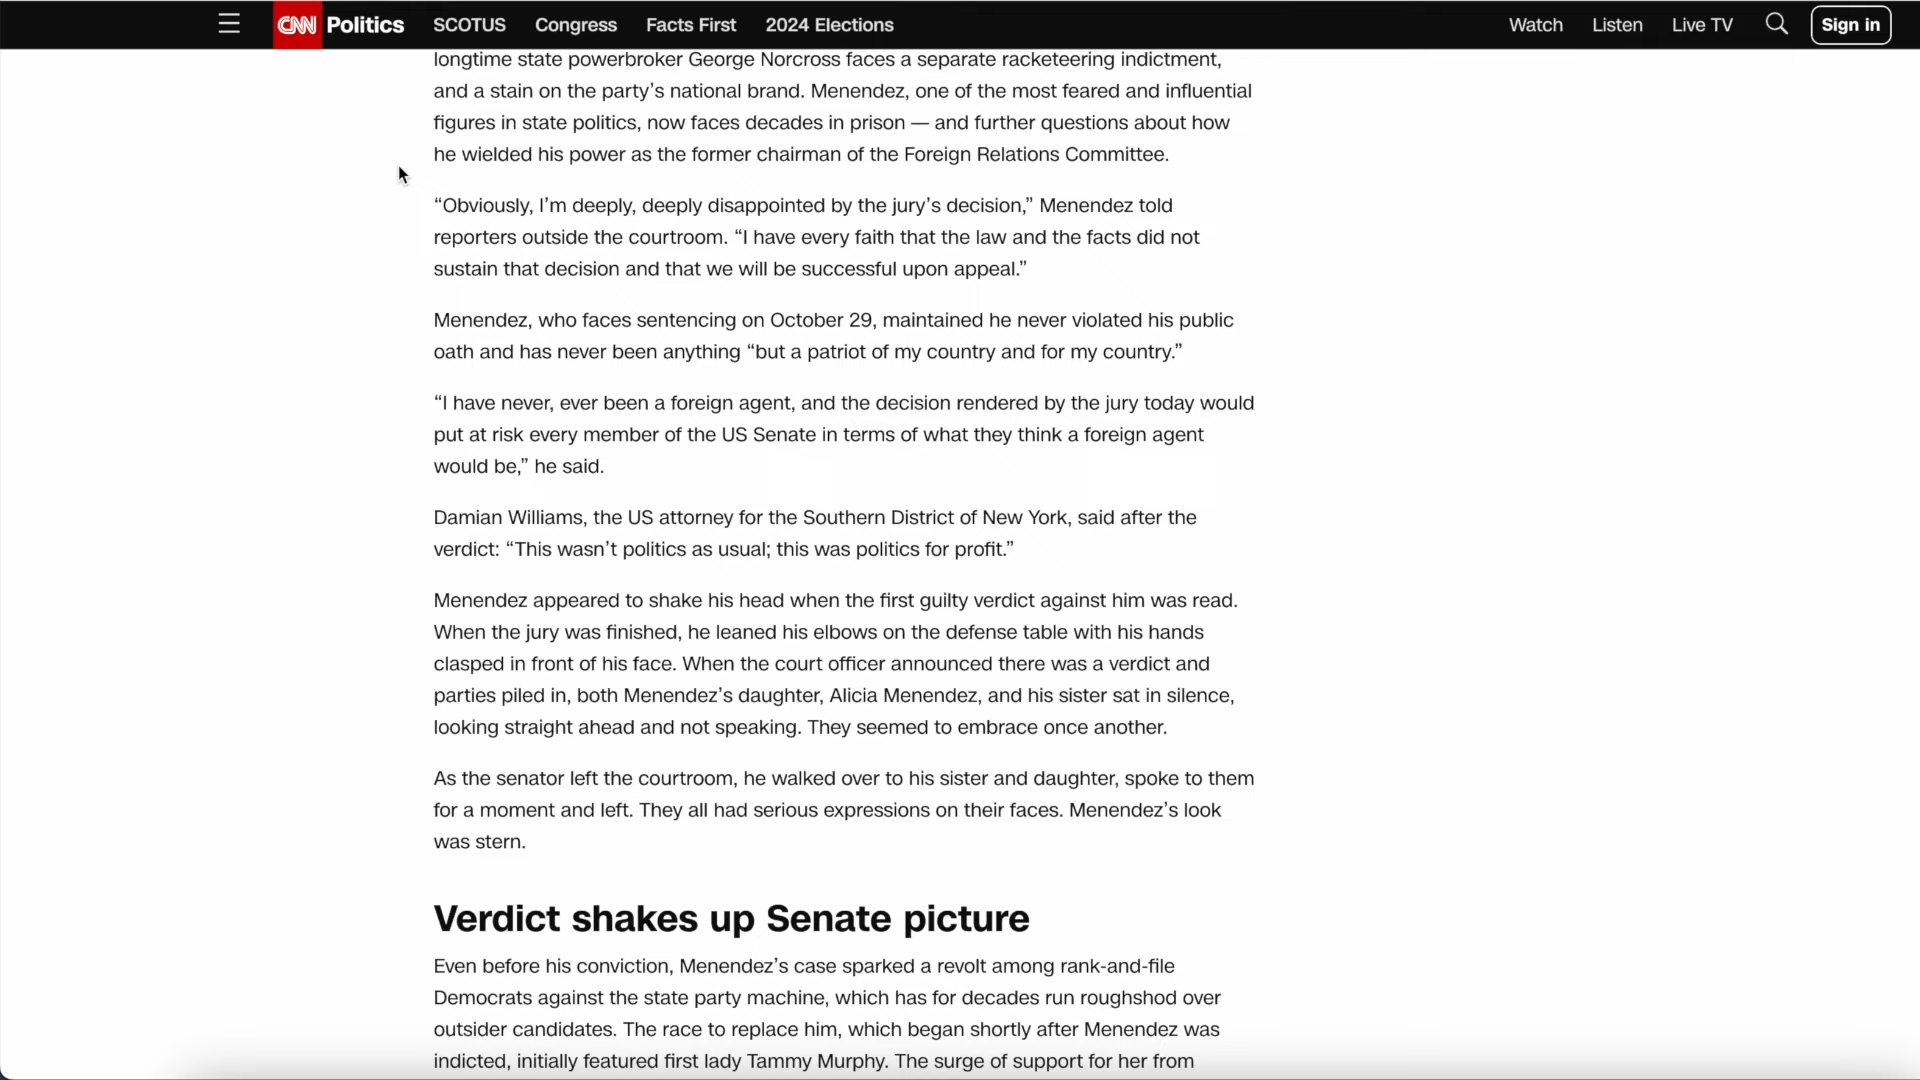 CNN Politics SCOTUS Congress Facts First 2024 Elections Watch Listen Live TV Sign in
longtime state powerbroker George Norcross faces a separate racketeering indictment,
and a stain on the party’s national brand. Menendez, one of the most feared and influential
figures in state politics, now faces decades in prison — and further questions about how
he wielded his power as the former chairman of the Foreign Relations Committee.
“Obviously, I’m deeply, deeply disappointed by the jury’s decision,” Menendez told
reporters outside the courtroom. “I have every faith that the law and the facts did not
sustain that decision and that we will be successful upon appeal.”
Menendez, who faces sentencing on October 29, maintained he never violated his public
oath and has never been anything “but a patriot of my country and for my country.”
“I have never, ever been a foreign agent, and the decision rendered by the jury today would
put at risk every member of the US Senate in terms of what they think a foreign agent
would be,” he said.
Damian Williams, the US attorney for the Southern District of New York, said after the
verdict: “This wasn’t politics as usual; this was politics for profit.”
Menendez appeared to shake his head when the first guilty verdict against him was read.
When the jury was finished, he leaned his elbows on the defense table with his hands
clasped in front of his face. When the court officer announced there was a verdict and
parties piled in, both Menendez’s daughter, Alicia Menendez, and his sister sat in silence,
looking straight ahead and not speaking. They seemed to embrace once another.
As the senator left the courtroom, he walked over to his sister and daughter, spoke to them
for a moment and left. They all had serious expressions on their faces. Menendez’s look
was stern.
Verdict shakes up Senate picture
Even before his conviction, Menendez’s case sparked a revolt among rank-and-file
Democrats against the state party machine, which has for decades run roughshod over
outsider candidates. The race to replace him, which began shortly after Menendez was
indicted, initially featured first lady Tammy Murphy. The surge of support for her from